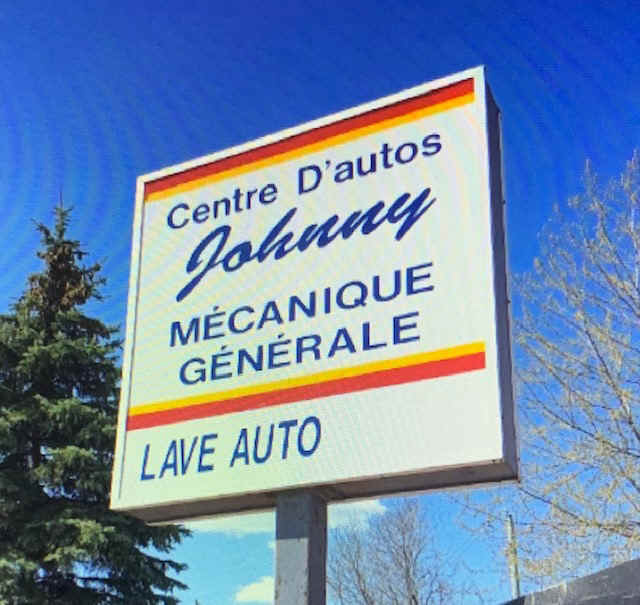 Centre D'autos
Johnny
MÉCANIQUE
GÉNÉRALE
LAVE AUTO